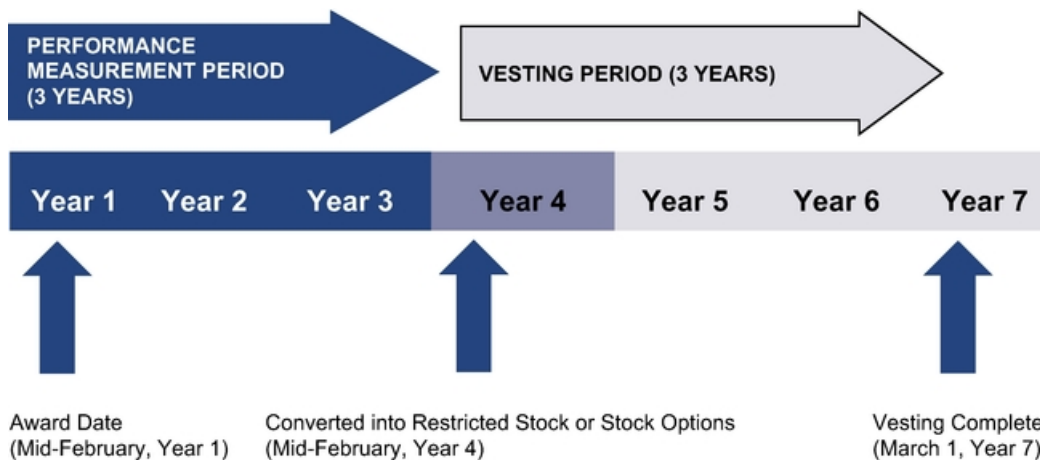 PERFORMANCE
MEASUREMENT PERIOD
(3 YEARS)
VESTING PERIOD (3 YEARS)
Year 1 Year 2 Year 3 Year 4 Year 5 Year 6 Year 7
Award Date
(Mid-February, Year 1)
Converted into Restricted Stock or Stock Options
(Mid-February, Year 4)
Vesting Complete
(March 1, Year 7)